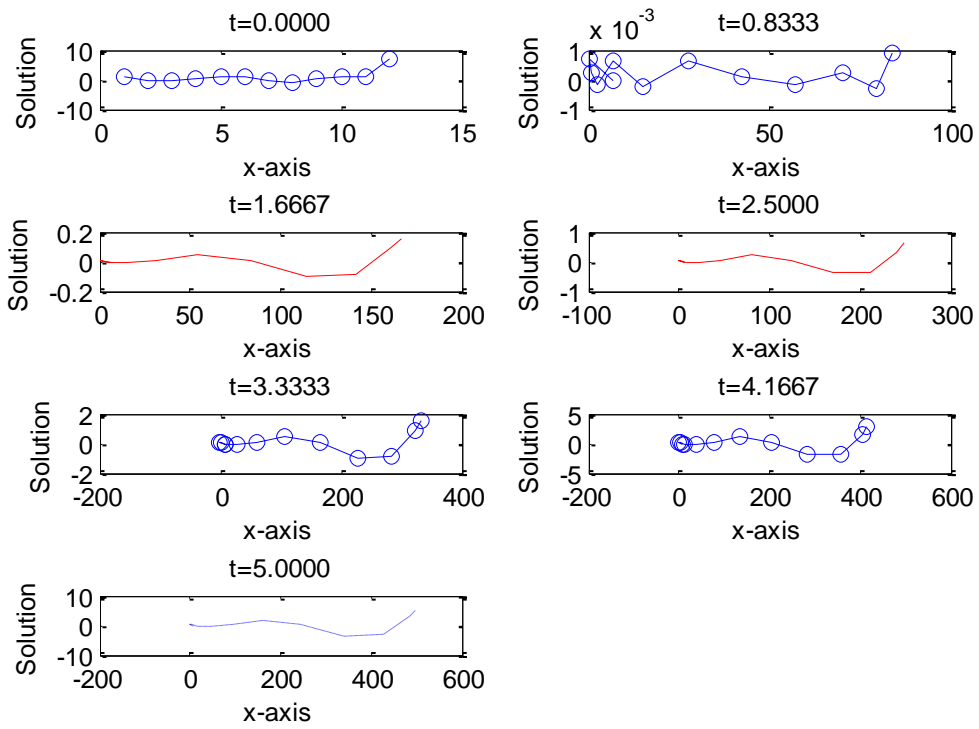 t=0.0000
Solution
10
0
-10
0 5 10 15
x-axis
t=0.8333
x 10^-3
Solution
1
0
-1
0 50 100
x-axis
t=1.6667
Solution
0.2
0
-0.2
0 50 100 150 200
x-axis
t=2.5000
Solution
1
0
-1
-100 0 100 200 300
x-axis
t=3.3333
Solution
2
0
-2
-200 0 200 400
x-axis
t=4.1667
Solution
5
0
-5
-200 0 200 400 600
x-axis
t=5.0000
Solution
10
0
-10
-200 0 200 400 600
x-axis